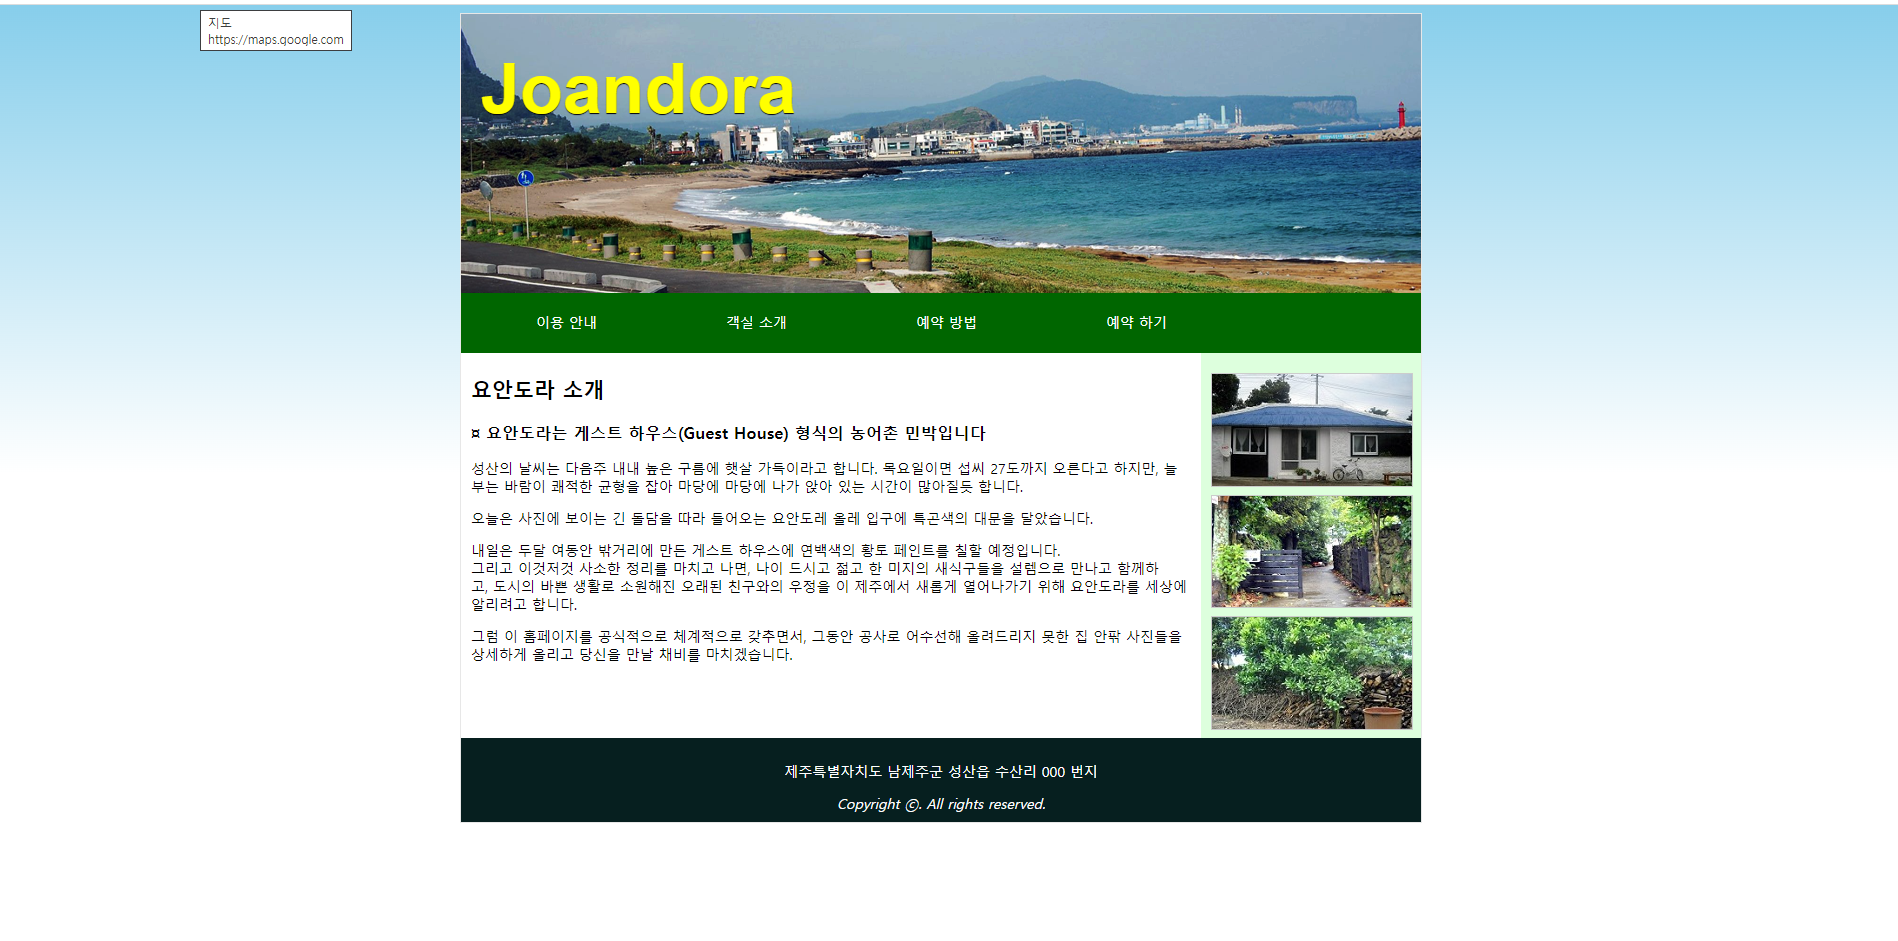 지도
https://maps.google.com
Joandora
이용 안내
객실 소개
예약 방법
예약 하기
요안도라 소개
¤ 요안도라는 게스트 하우스(Guest House) 형식의 농어촌 민박입니다
성산의 날씨는 다음주 내내 높은 구름에 햇살 가득이라고 합니다. 목요일이면 섭씨 27도까지 오른다고 하지만, 늘
부는 바람이 쾌적한 균형을 잡아 마당에 마당에 나가 앉아 있는 시간이 많아질듯 합니다.
오늘은 사진에 보이는 긴 돌담을 따라 들어오는 요안도레 올레 입구에 특곤색의 대문을 달았습니다.
내일은 두달 여동안 밖거리에 만든 게스트 하우스에 연백색의 황토 페인트를 칠할 예정입니다.
그리고 이것저것 사소한 정리를 마치고 나면, 나이 드시고 젊고 한 미지의 새식구들을 설렘으로 만나고 함께하
고, 도시의 바쁜 생활로 소원해진 오래된 친구와의 우정을 이 제주에서 새롭게 열어나가기 위해 요안도라를 세상에
알리려고 합니다.
그럼 이 홈페이지를 공식적으로 체계적으로 갖추면서, 그동안 공사로 어수선해 올려드리지 못한 집 안팎 사진들을
상세하게 올리고 당신을 만날 채비를 마치겠습니다.
제주특별자치도 남제주군 성산읍 수산리 000 번지
Copyright ⓒ. All rights reserved.